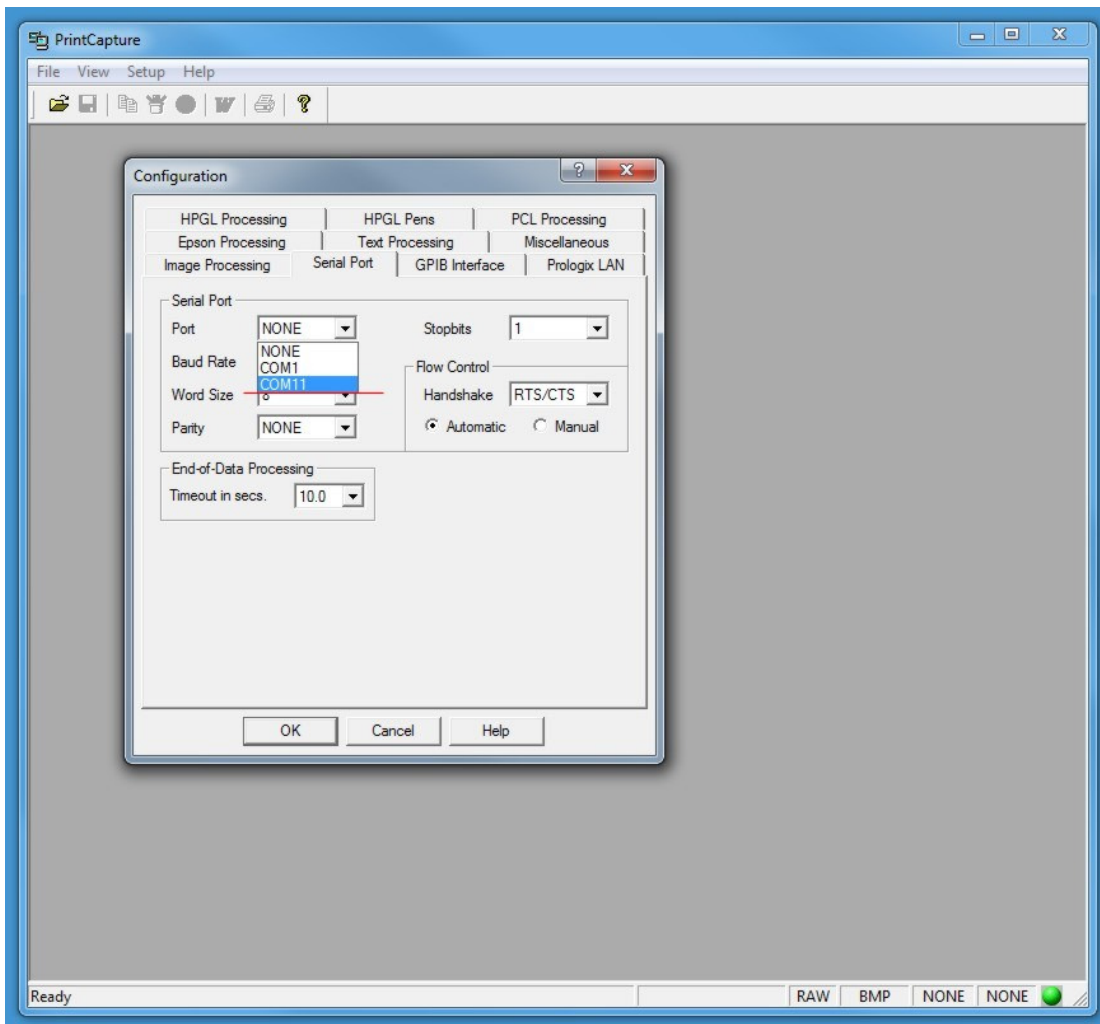 PrintCapture
File View Setup Help
Configuration
HPGL Processing HPGL Pens PCL Processing
Epson Processing Text Processing Miscellaneous
Image Processing Serial Port GPIB Interface Prologix LAN
Serial Port
Port NONE Stopbits 1
NONE
Baud Rate COM1 Flow Control
COM11
Word Size 8 Handshake RTS/CTS
Parity NONE Automatic Manual
End-of-Data Processing
Timeout in secs. 10.0
OK Cancel Help
Ready RAW BMP NONE NONE